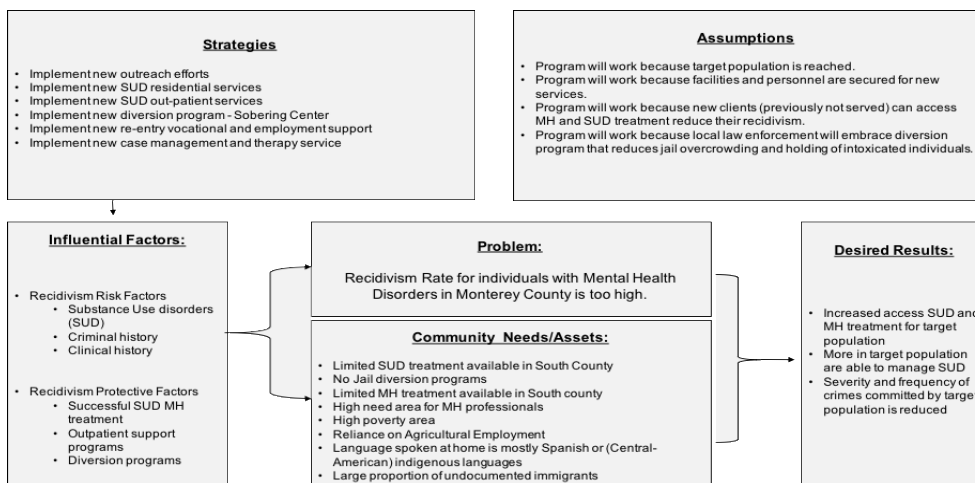 Strategies
• Implement new outreach efforts
• Implement new SUD residential services
• Implement new SUD out-patient services
• Implement new diversion program - Sobering Center
• Implement new re-entry vocational and employment support
• Implement new case management and therapy service
Assumptions
• Program will work because target population is reached.
• Program will work because facilities and personnel are secured for new
services.
• Program will work because new clients (previously not served) can access
MH and SUD treatment reduce their recidivism.
• Program will work because local law enforcement will embrace diversion
program that reduces jail overcrowding and holding of intoxicated individuals.
Influential Factors:
• Recidivism Risk Factors
• Substance Use disorders
(SUD)
• Criminal history
• Clinical history
• Recidivism Protective Factors
• Successful SUD MH
treatment
• Outpatient support
programs
• Diversion programs
Problem:
Recidivism Rate for individuals with Mental Health
Disorders in Monterey County is too high.
Community Needs/Assets:
• Limited SUD treatment available in South County
• No Jail diversion programs
• Limited MH treatment available in South county
• High need area for MH professionals
• High poverty area
• Reliance on Agricultural Employment
• Language spoken at home is mostly Spanish or (Central-
American) indigenous languages
• Large proportion of undocumented immigrants
Desired Results:
• Increased access SUD and
MH treatment for target
population
• More in target population
are able to manage SUD
• Severity and frequency of
crimes committed by target
population is reduced